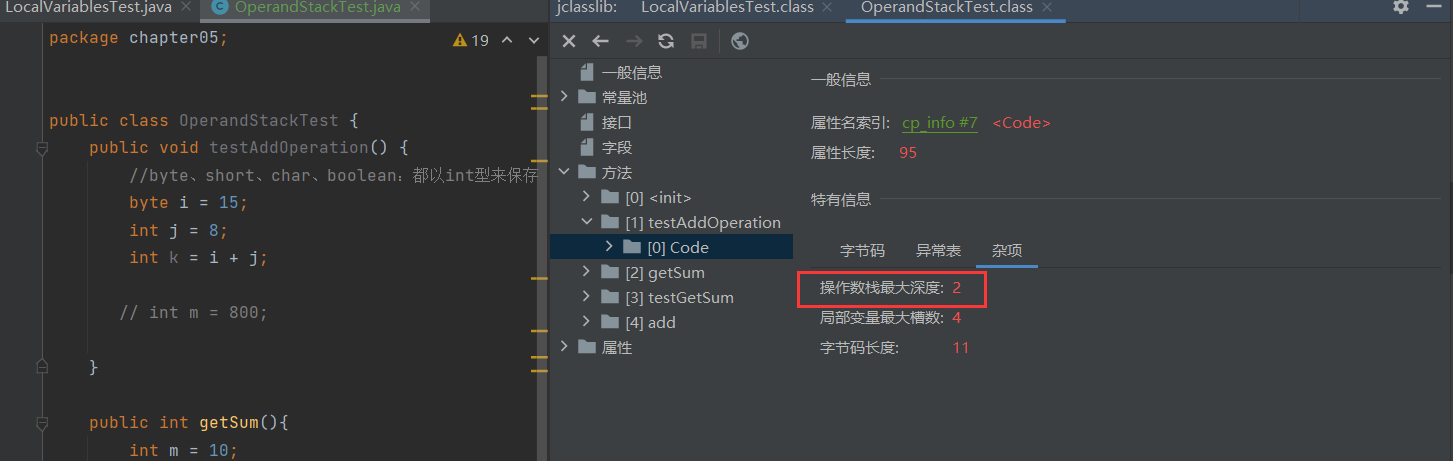 LocalVariablesTest.java
OperandStackTest.java
package chapter05;
19
public class OperandStackTest {
public void testAddOperation() {
//byte、short、char、boolean：都以int型来保存
byte i = 15;
int j = 8;
int k = i + j;
// int m = 800;
}
public int getSum(){
int m = 10;
jclasslib:
LocalVariablesTest.class
OperandStackTest.class
一般信息
常量池
接口
字段
方法
[0] <init>
[1] testAddOperation
[0] Code
[2] getSum
[3] testGetSum
[4] add
属性
一般信息
属性名索引: cp_info #7 <Code>
属性长度: 95
特有信息
字节码 异常表 杂项
操作数栈最大深度: 2
局部变量最大槽数: 4
字节码长度: 11